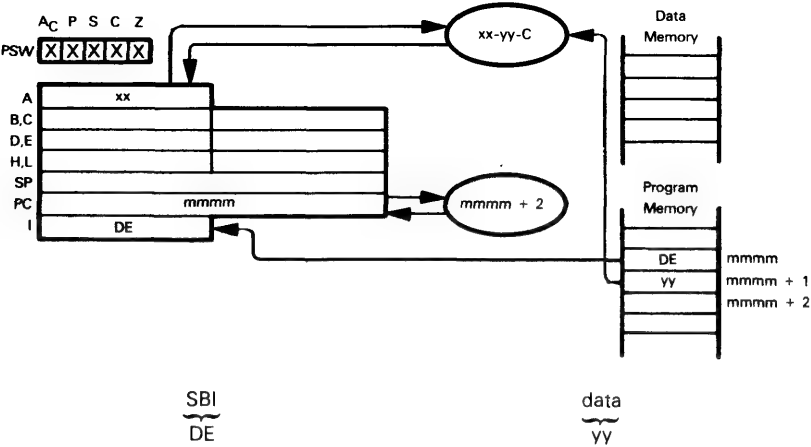 A_C P S C Z
PSW X X X X X
A xx
B,C
D,E
H,L
SP
PC mmmm
I DE
xx-yy-C
mmmm + 2
Data
Memory
Program
Memory
DE mmmm
yy mmmm + 1
mmmm + 2
SBI data
DE yy